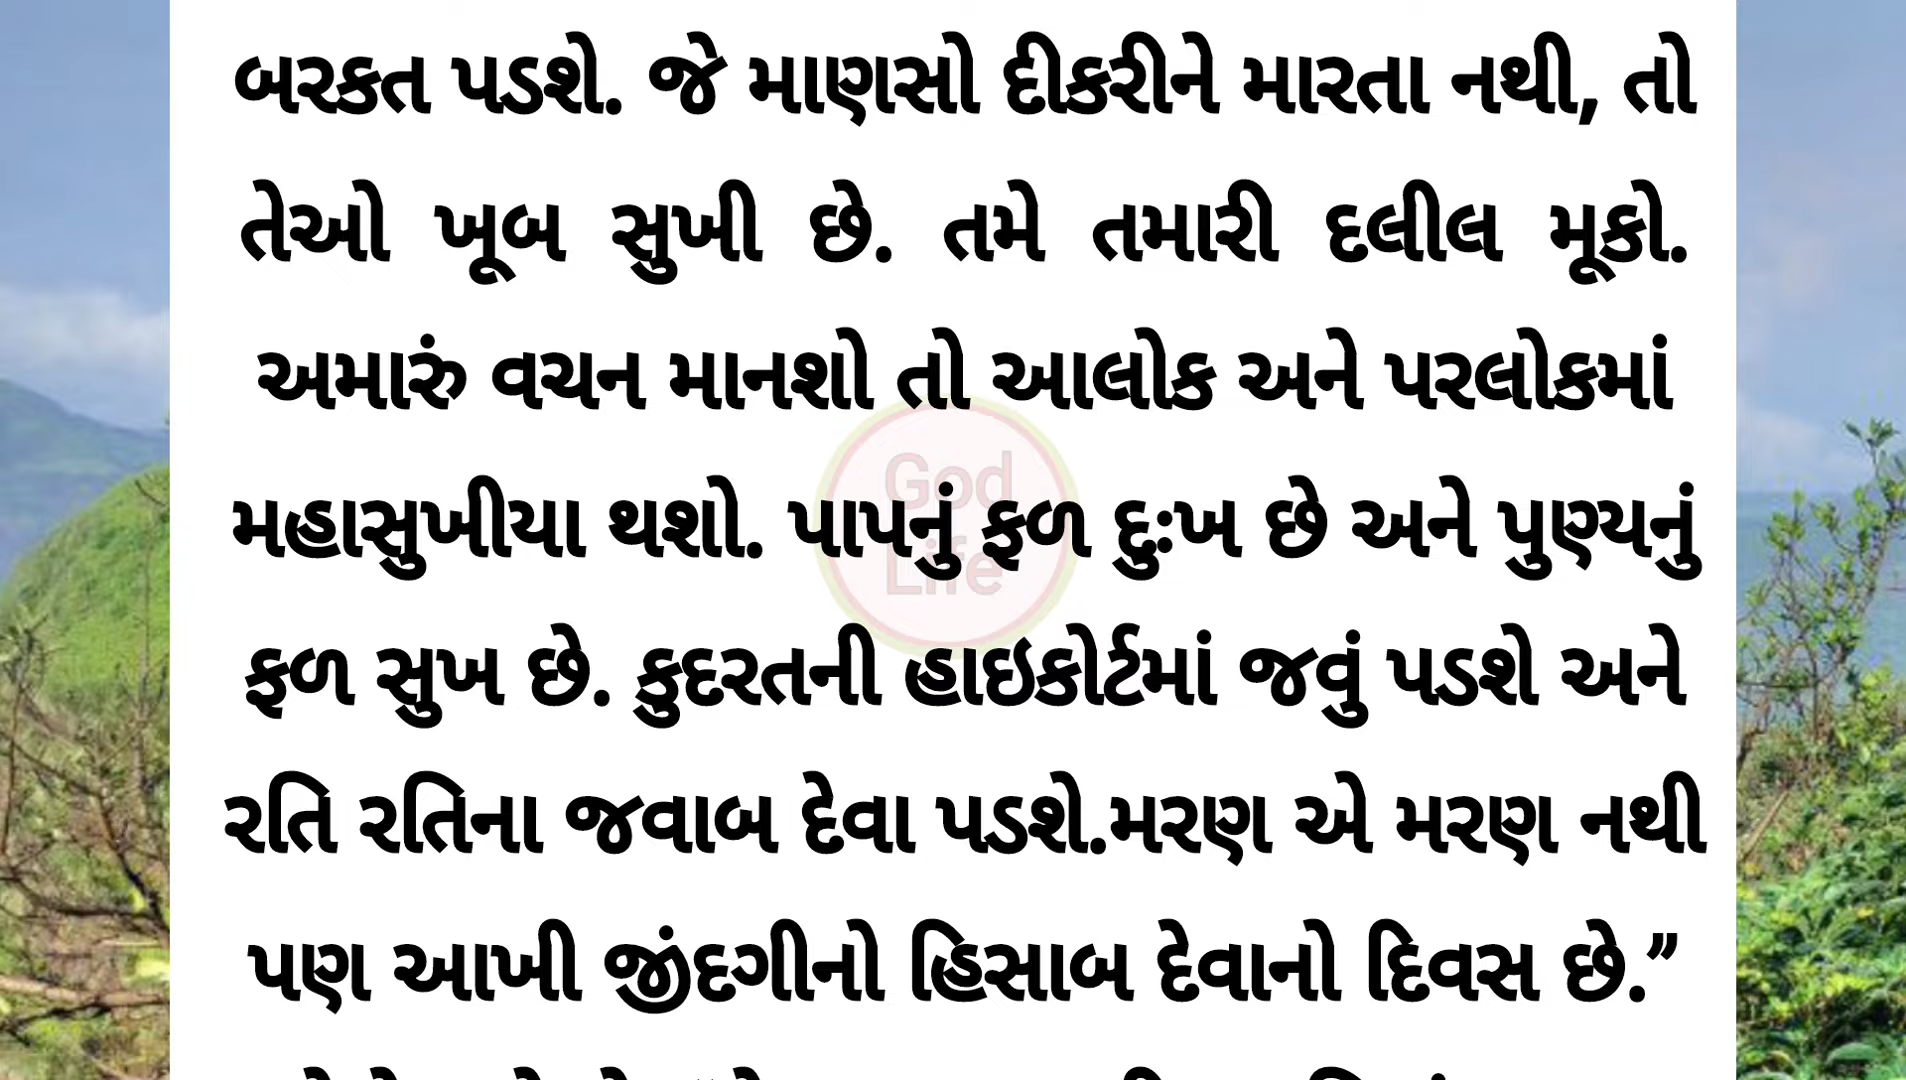 બરકત પડશે. જે માણસો દીકરીને મારતા નથી, તો
તેઓ ખૂબ સુખી છે. તમે તમારી દલીલ મૂકો.
અમારું વચન માનશો તો આલોક અને પરલોકમાં
God
Life
મહાસુખીયા થશો. પાપનું ફળ દુઃખ છે અને પુણ્યનું
ફળ સુખ છે. કુદરતની હાઇકોર્ટમાં જવું પડશે અને
રતિ રતિના જવાબ દેવા પડશે.મરણ એ મરણ નથી
પણ આખી જીંદગીનો હિસાબ દેવાનો દિવસ છે.”